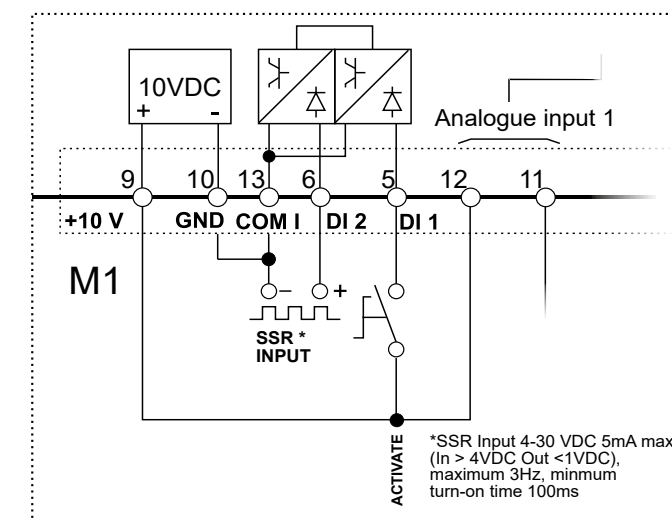 10VDC
+ -
Analogue input 1
9 10 13 6 5 12 11
+10 V GND COM I DI 2 DI 1
M1
− +
SSR *
INPUT
ACTIVATE
*SSR Input 4-30 VDC 5mA max
(In > 4VDC Out <1VDC),
maximum 3Hz, minmum
turn-on time 100ms